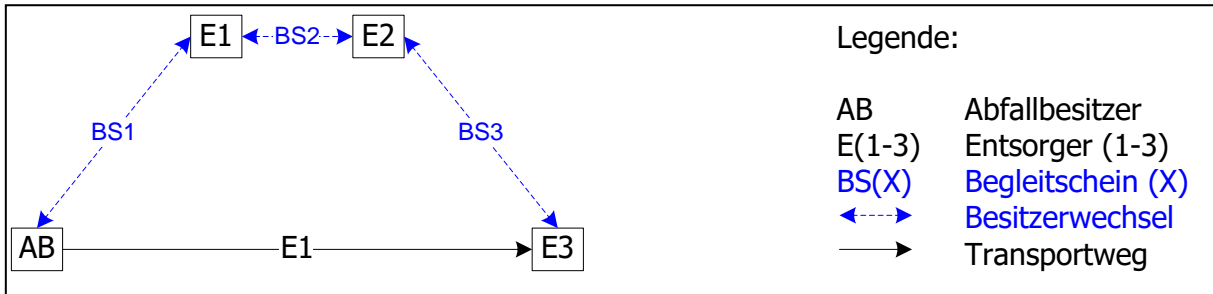 E1 BS2 E2
BS1 BS3
AB E1 E3
Legende:
AB Abfallbesitzer
E(1-3) Entsorger (1-3)
BS(X) Begleitschein (X)
Besitzerwechsel
Transportweg